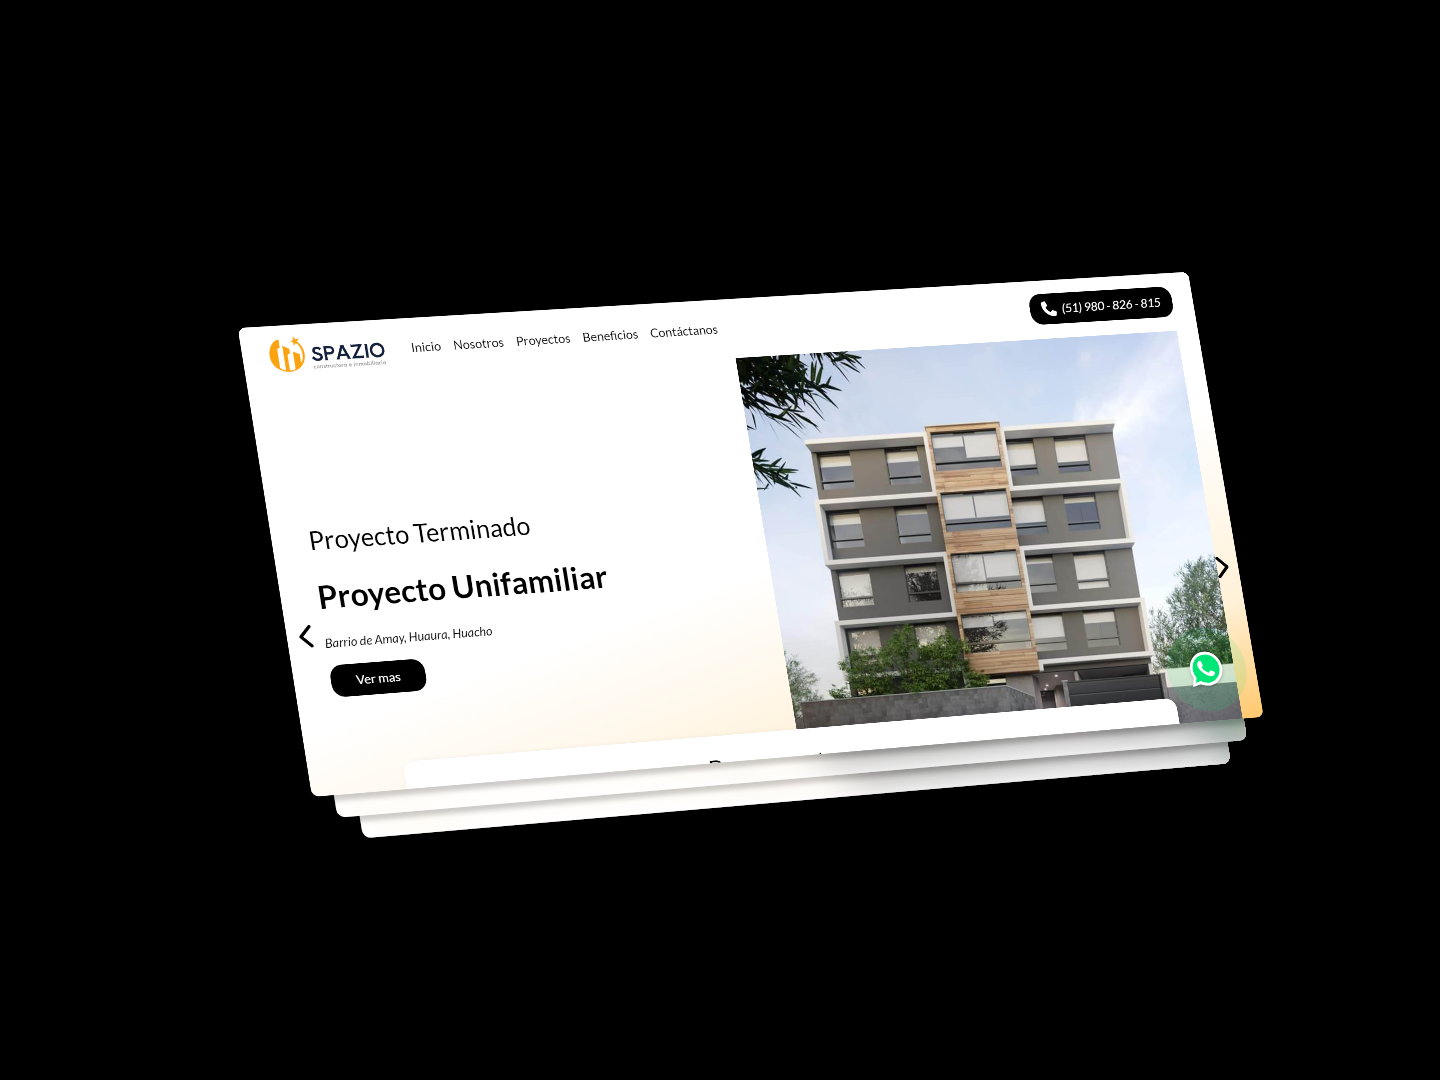 SPAZIO
constructora e inmobiliaria
Inicio Nosotros Proyectos Beneficios Contáctanos
(51) 980 - 826 - 815
Proyecto Terminado
Proyecto Unifamiliar
Barrio de Amay, Huaura, Huacho
Ver mas